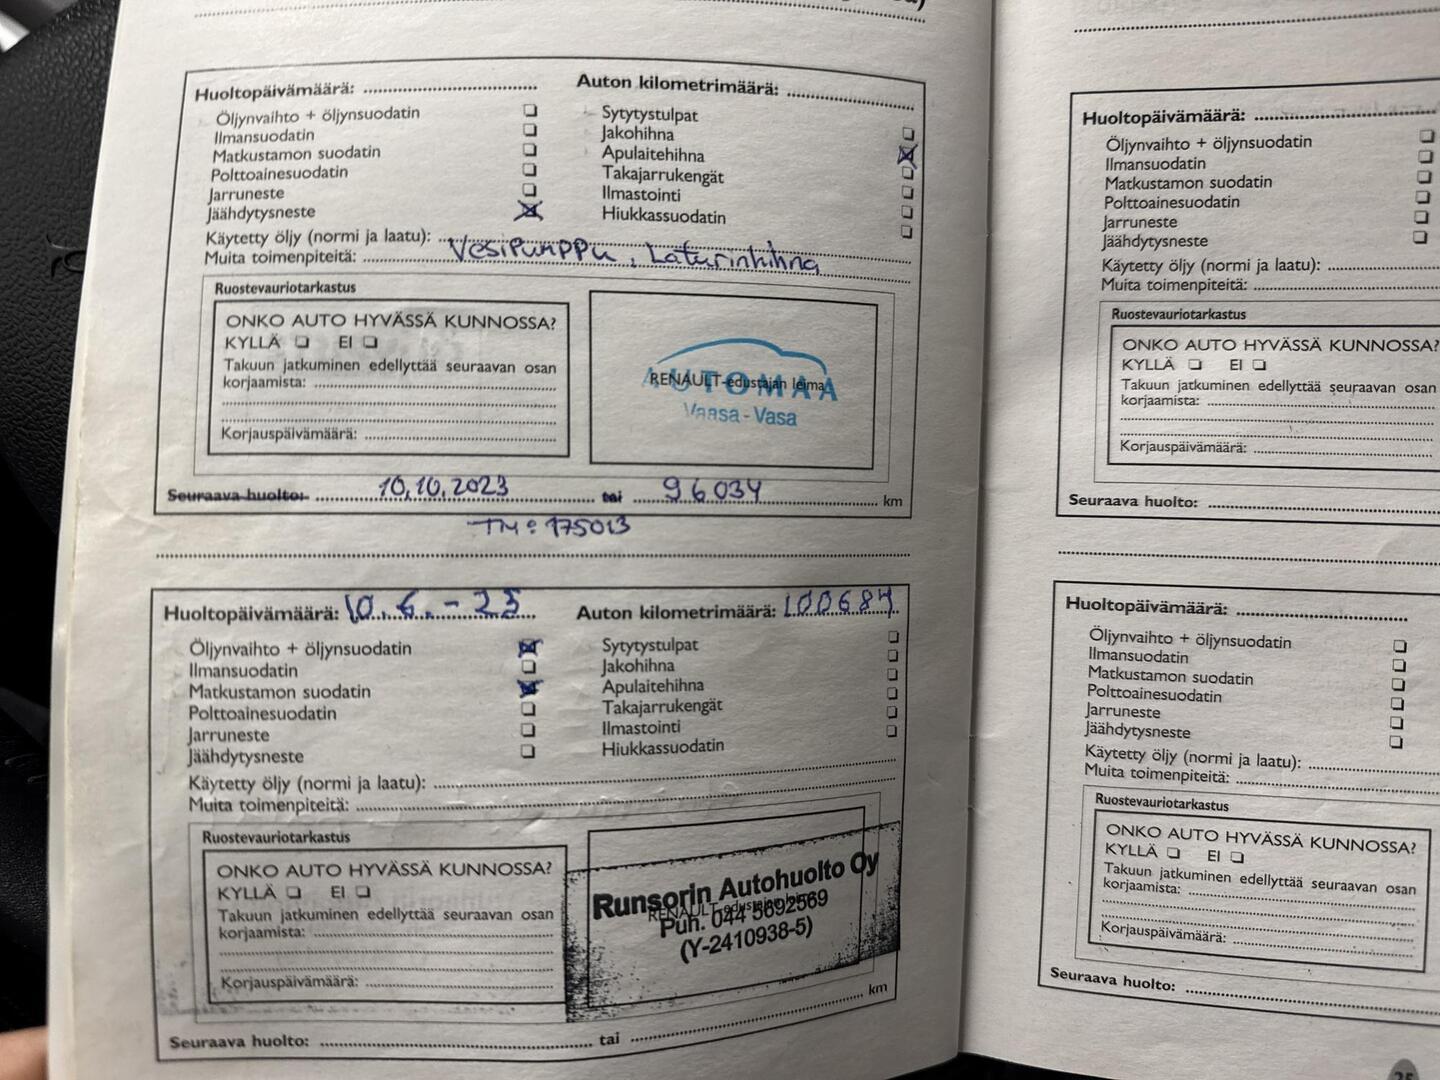 Huoltopäivämäärä:
Auton kilometrimäärä:
Öljynvaihto + öljynsuodatin
Ilmansuodatin
Matkustamon suodatin
Polttoainesuodatin
Jarruneste
Jäähdytysneste
Sytytystulpat
Jakohihna
Apulaitehihna
Takajarrukengät
Ilmastointi
Hiukkassuodatin
Käytetty öljy (normi ja laatu):
Muita toimenpiteitä: Vesipumppu, Laturinhihna
Ruostevauriotarkastus
ONKO AUTO HYVÄSSÄ KUNNOSSA?
KYLLÄ EI
Takuun jatkuminen edellyttää seuraavan osan
korjaamista:
Korjauspäivämäärä:
AUTOMAA
RENAULT-edustajan leima
Vaasa-Vasa
Seuraava huolto: 10.10.2023 tai 96034 km
TM: 175013
Huoltopäivämäärä: 10.6.-25
Auton kilometrimäärä: 100684
Öljynvaihto + öljynsuodatin
Ilmansuodatin
Matkustamon suodatin
Polttoainesuodatin
Jarruneste
Jäähdytysneste
Sytytystulpat
Jakohihna
Apulaitehihna
Takajarrukengät
Ilmastointi
Hiukkassuodatin
Käytetty öljy (normi ja laatu):
Muita toimenpiteitä:
Ruostevauriotarkastus
ONKO AUTO HYVÄSSÄ KUNNOSSA?
KYLLÄ EI
Takuun jatkuminen edellyttää seuraavan osan
korjaamista:
Korjauspäivämäärä:
Runsorin Autohuolto Oy
RENAULT-edustajan leima
Puh. 044 5692569
(Y-2410938-5)
Seuraava huolto: tai km
Huoltopäivämäärä:
Öljynvaihto + öljynsuodatin
Ilmansuodatin
Matkustamon suodatin
Polttoainesuodatin
Jarruneste
Jäähdytysneste
Käytetty öljy (normi ja laatu):
Muita toimenpiteitä:
Ruostevauriotarkastus
ONKO AUTO HYVÄSSÄ KUNNOSSA?
KYLLÄ EI
Takuun jatkuminen edellyttää seuraavan osan
korjaamista:
Korjauspäivämäärä:
Seuraava huolto:
Huoltopäivämäärä:
Öljynvaihto + öljynsuodatin
Ilmansuodatin
Matkustamon suodatin
Polttoainesuodatin
Jarruneste
Jäähdytysneste
Käytetty öljy (normi ja laatu):
Muita toimenpiteitä:
Ruostevauriotarkastus
ONKO AUTO HYVÄSSÄ KUNNOSSA?
KYLLÄ EI
Takuun jatkuminen edellyttää seuraavan osan
korjaamista:
Korjauspäivämäärä:
Seuraava huolto: